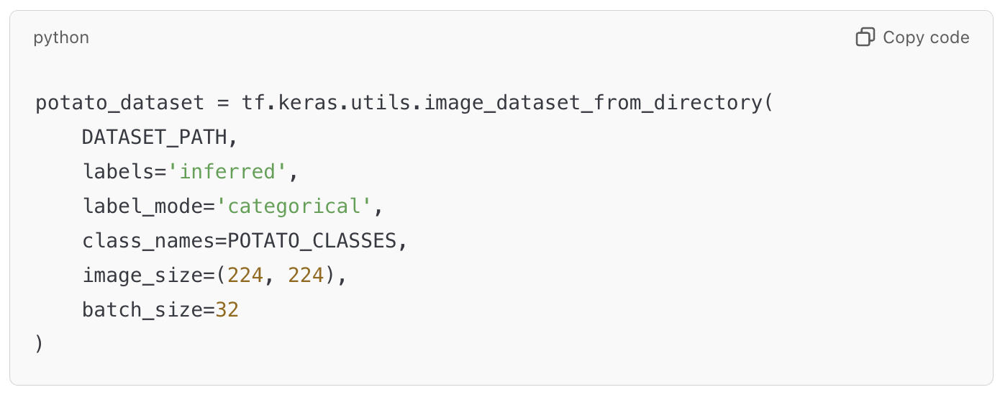 python
Copy code
potato_dataset = tf.keras.utils.image_dataset_from_directory(
    DATASET_PATH,
    labels='inferred',
    label_mode='categorical',
    class_names=POTATO_CLASSES,
    image_size=(224, 224),
    batch_size=32
)